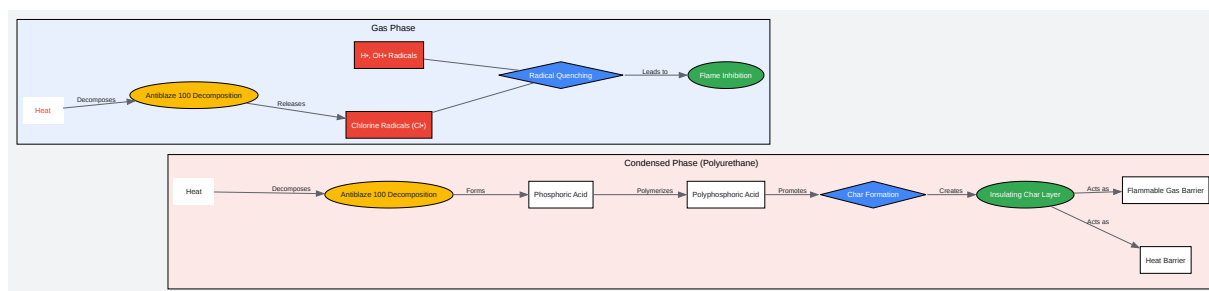 Gas Phase
H•, OH• Radicals
Radical Quenching
Leads to
Flame Inhibition
Decomposes
Antiblaze 100 Decomposition
Heat
Releases
Chlorine Radicals (Cl•)
Condensed Phase (Polyurethane)
Heat
Decomposes
Antiblaze 100 Decomposition
Forms
Phosphoric Acid
Polymerizes
Polyphosphoric Acid
Promotes
Char Formation
Creates
Insulating Char Layer
Acts as
Flammable Gas Barrier
Acts as
Heat Barrier